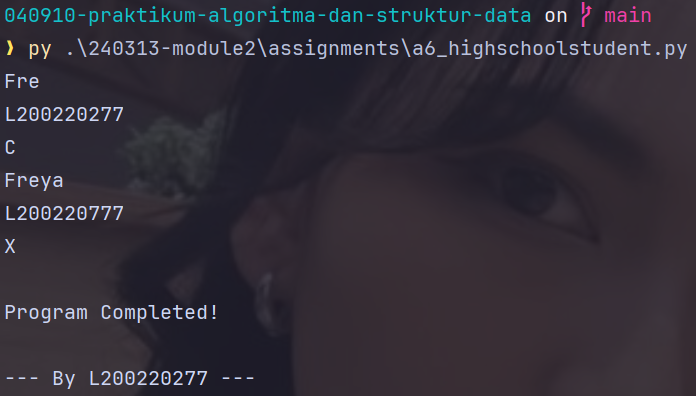 040910-praktikum-algoritma-dan-struktur-data on main
❯ py .\240313-module2\assignments\a6_highschoolstudent.py
Fre
L200220277
C
Freya
L200220777
X
Program Completed!
--- By L200220277 ---